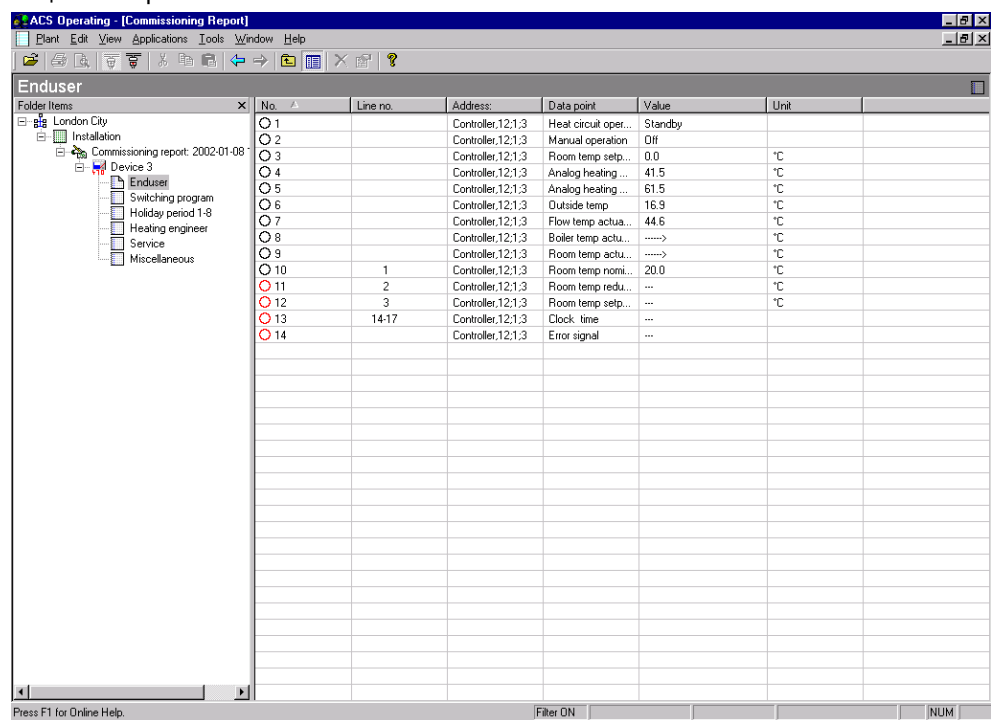 ACS Operating - [Commissioning Report]
Plant Edit View Applications Tools Window Help
Enduser
Folder Items
London City
Installation
Commissioning report: 2002-01-08
Device 3
Enduser
Switching program
Holiday period 1-8
Heating engineer
Service
Miscellaneous
No. Line no. Address: Data point Value Unit
1 Controller,12;1;3 Heat circuit oper... Standby
2 Controller,12;1;3 Manual operation Off
3 Controller,12;1;3 Room temp setp... 0.0 °C
4 Controller,12;1;3 Analog heating ... 41.5 °C
5 Controller,12;1;3 Analog heating ... 61.5 °C
6 Controller,12;1;3 Outside temp 16.9 °C
7 Controller,12;1;3 Flow temp actua... 44.6 °C
8 Controller,12;1;3 Boiler temp actu... ------> °C
9 Controller,12;1;3 Room temp actu... ------> °C
10 1 Controller,12;1;3 Room temp nomi... 20.0 °C
11 2 Controller,12;1;3 Room temp redu... --- °C
12 3 Controller,12;1;3 Room temp setp... --- °C
13 14-17 Controller,12;1;3 Clock time ---
14 Controller,12;1;3 Error signal ---
Press F1 for Online Help. Filter ON NUM